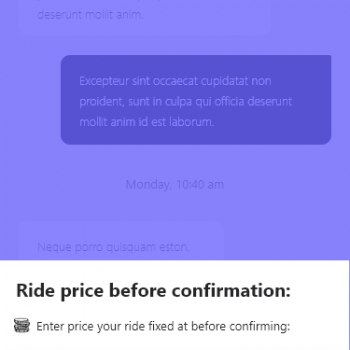 deserunt mollit anim.
Excepteur sint occaecat cupidatat non
proident, sunt in culpa qui officia deserunt
mollit anim id est laborum.
Monday, 10:40 am
Neque porro quisquam eston.
Ride price before confirmation:
Enter price your ride fixed at before confirming: